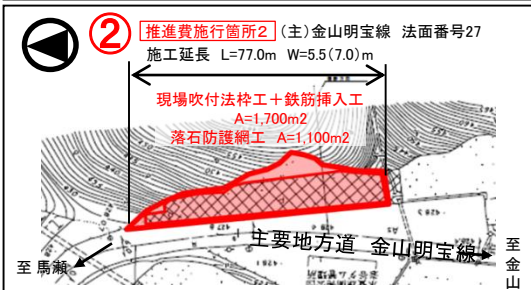 ② 推進費施行箇所2 (主)金山明宝線 法面番号27
施工延長 L=77.0m W=5.5(7.0)m
現場吹付法枠工+鉄筋挿入工
A=1,700m2
落石防護網工 A=1,100m2
主要地方道 金山明宝線
至 馬瀬
至 金山